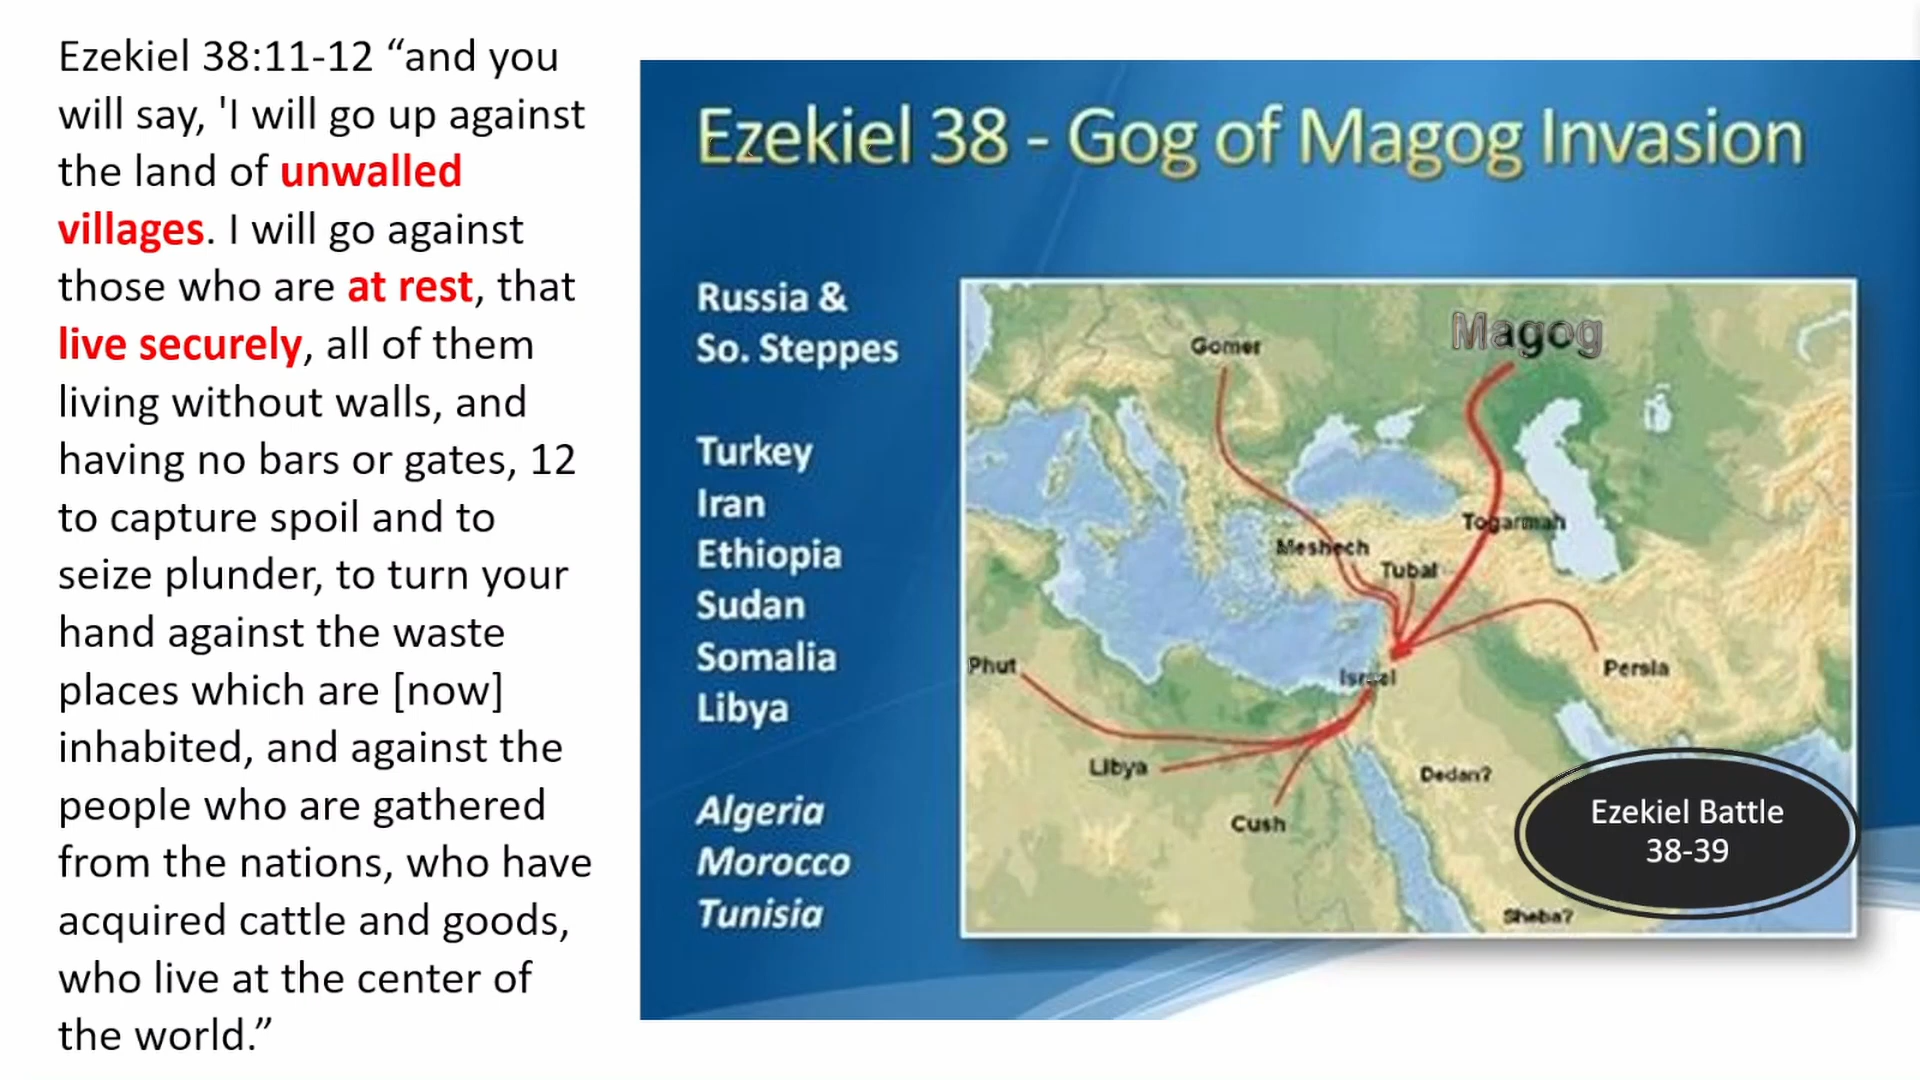 Ezekiel 38:11-12 “and you
will say, 'I will go up against
the land of unwalled
villages. I will go against
those who are at rest, that
live securely, all of them
living without walls, and
having no bars or gates, 12
to capture spoil and to
seize plunder, to turn your
hand against the waste
places which are [now]
inhabited, and against the
people who are gathered
from the nations, who have
acquired cattle and goods,
who live at the center of
the world.”
Ezekiel 38 - Gog of Magog Invasion
Russia &
So. Steppes
Turkey
Iran
Ethiopia
Sudan
Somalia
Libya
Algeria
Morocco
Tunisia
Magog
Gomer
Togarmah
Meshech
Tubal
Phut
Israel
Persia
Libya
Dedan?
Cush
Sheba?
Ezekiel Battle
38-39